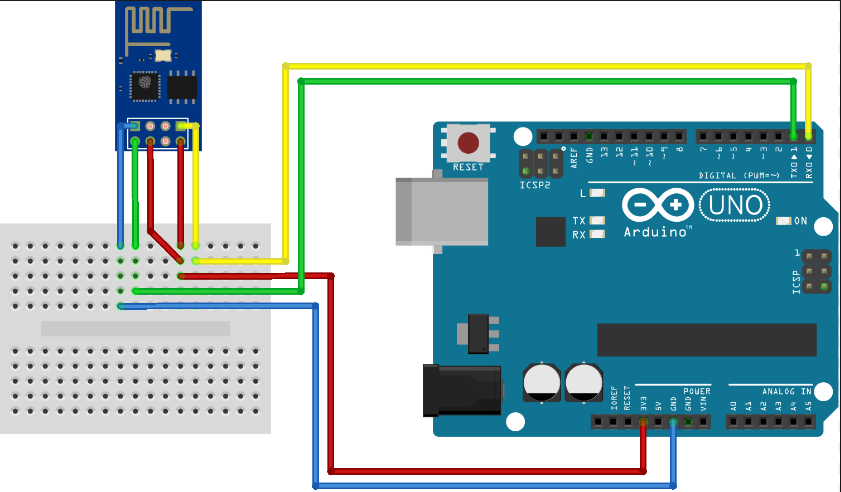 RESET
ICSP2
AREF
GND
13
12
~11
~10
~9
8
7
~6
~5
4
~3
2
TX0▶1
RX0◀0
DIGITAL (PWM=~)
L
TX
RX
Arduino™
UNO
ON
1
ICSP
POWER
ANALOG IN
IOREF
RESET
3V3
5V
GND
GND
VIN
A0
A1
A2
A3
A4
A5